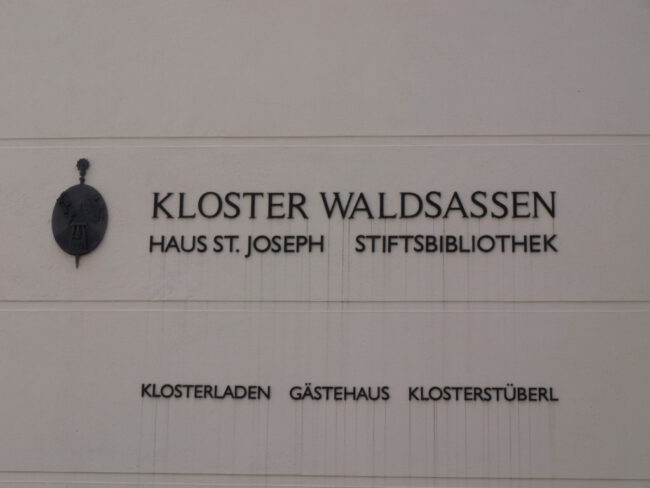 KLOSTER WALDSASSEN
HAUS ST. JOSEPH STIFTSBIBLIOTHEK
KLOSTERLADEN GÄSTEHAUS KLOSTERSTÜBERL